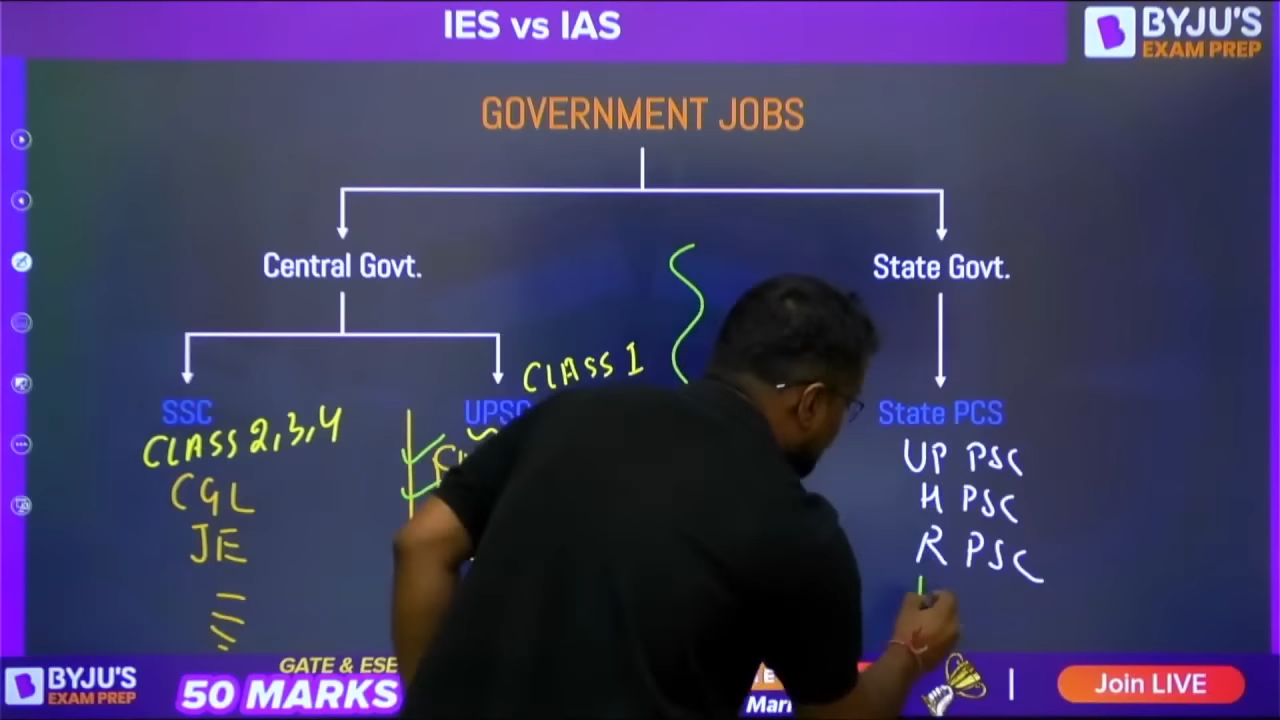 IES vs IAS
BYJU'S
EXAM PREP
GOVERNMENT JOBS
Central Govt.
State Govt.
CLASS 1
SSC
UPSC
State PCS
CLASS 2,3,4
UP PSC
CGL
H PSC
JE
R PSC
BYJU'S
EXAM PREP
GATE & ESE
50 MARKS
Join LIVE